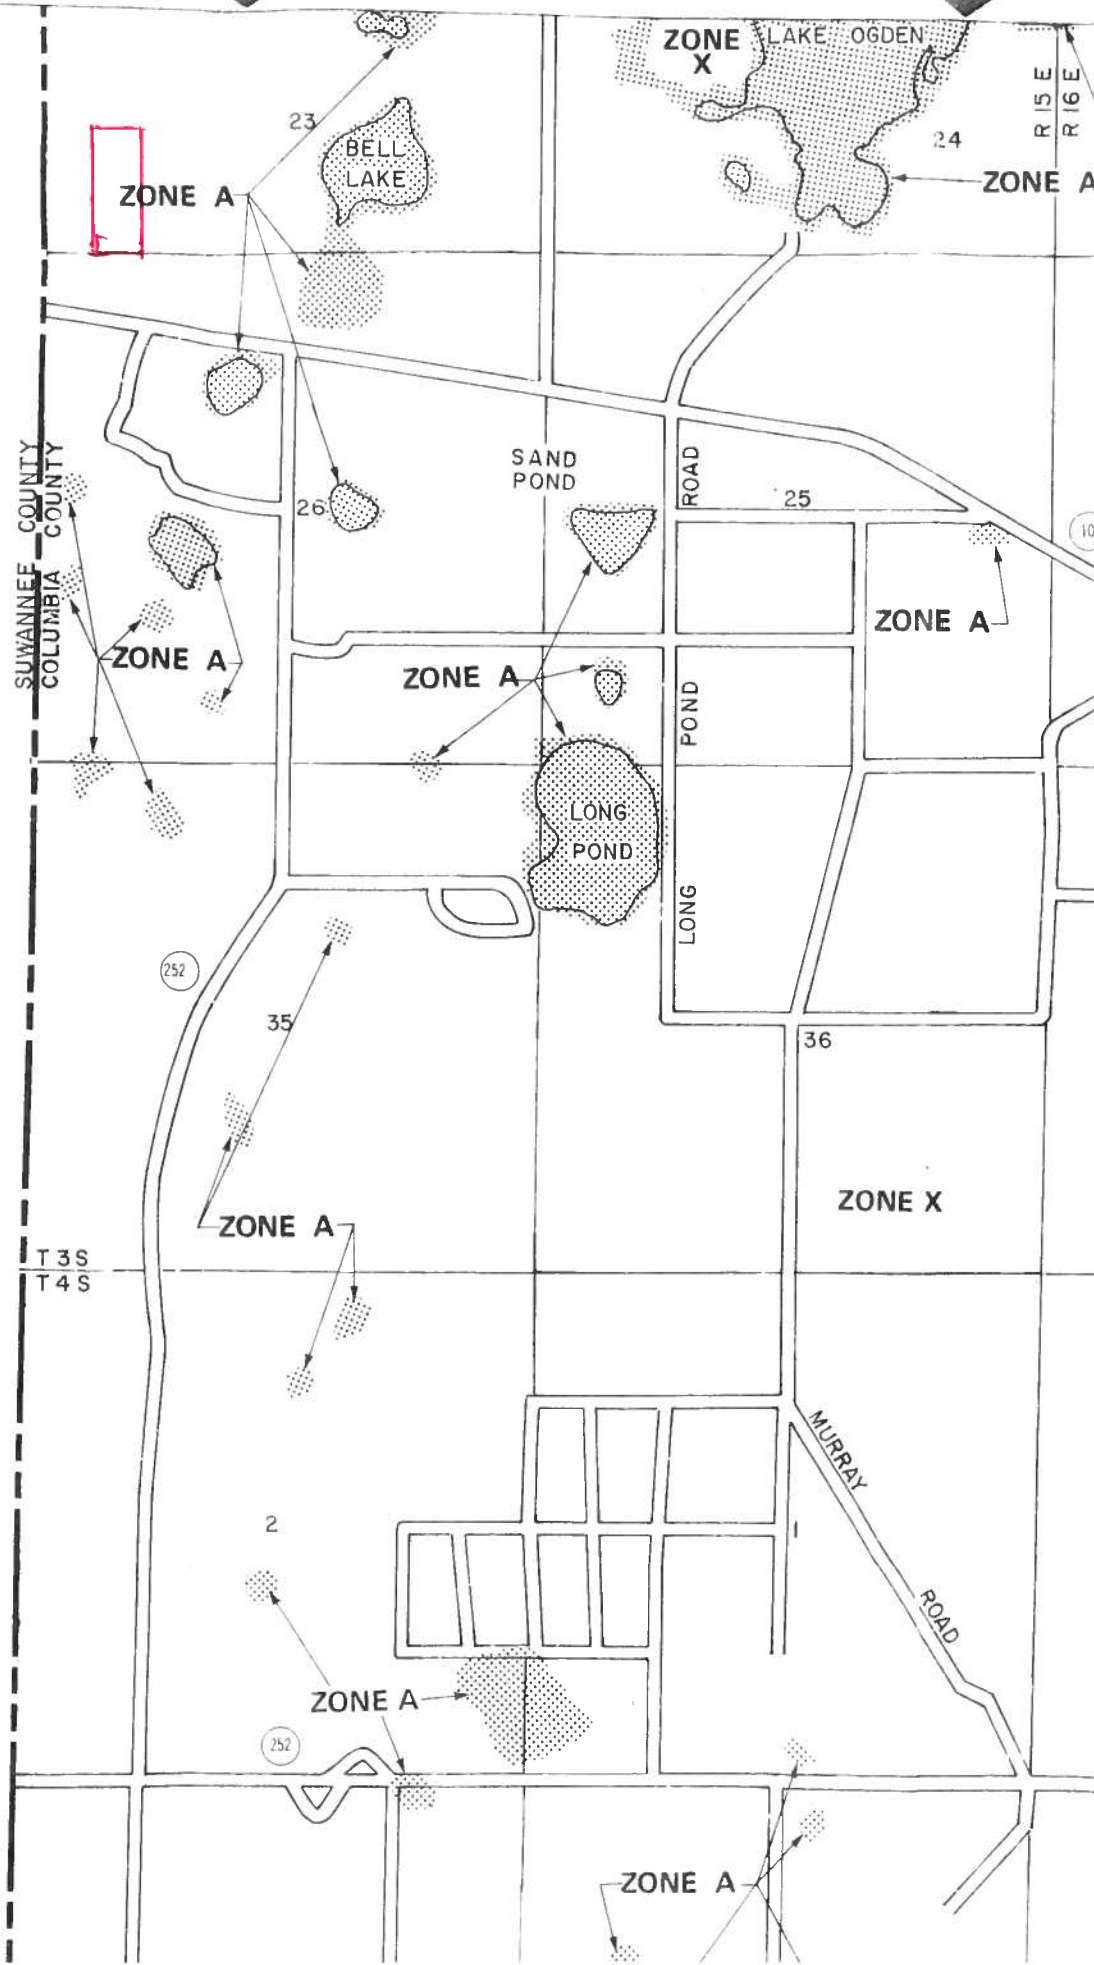 ZONE
X
LAKE OGDEN
R 15 E
R 16 E
23
BELL
LAKE
24
ZONE A
ZONE A
SAND
POND
ROAD
25
26
10
SUWANNEE COUNTY
COLUMBIA COUNTY
ZONE A
ZONE A
ZONE A
POND
LONG
POND
LONG
252
35
36
ZONE X
ZONE A
T 3 S
T 4 S
MURRAY
2
1
ROAD
ZONE A
252
ZONE A